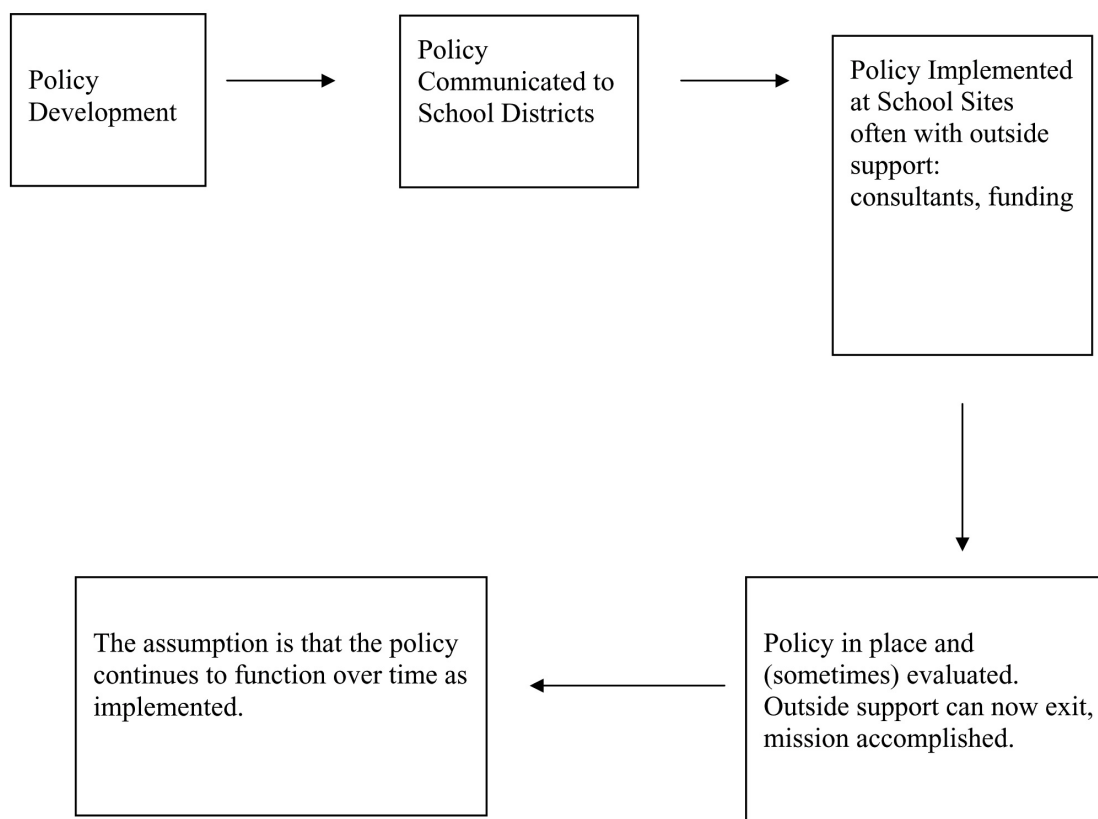 Policy
Development
Policy
Communicated to
School Districts
Policy Implemented
at School Sites
often with outside
support:
consultants, funding
Policy in place and
(sometimes) evaluated.
Outside support can now exit,
mission accomplished.
The assumption is that the policy
continues to function over time as
implemented.